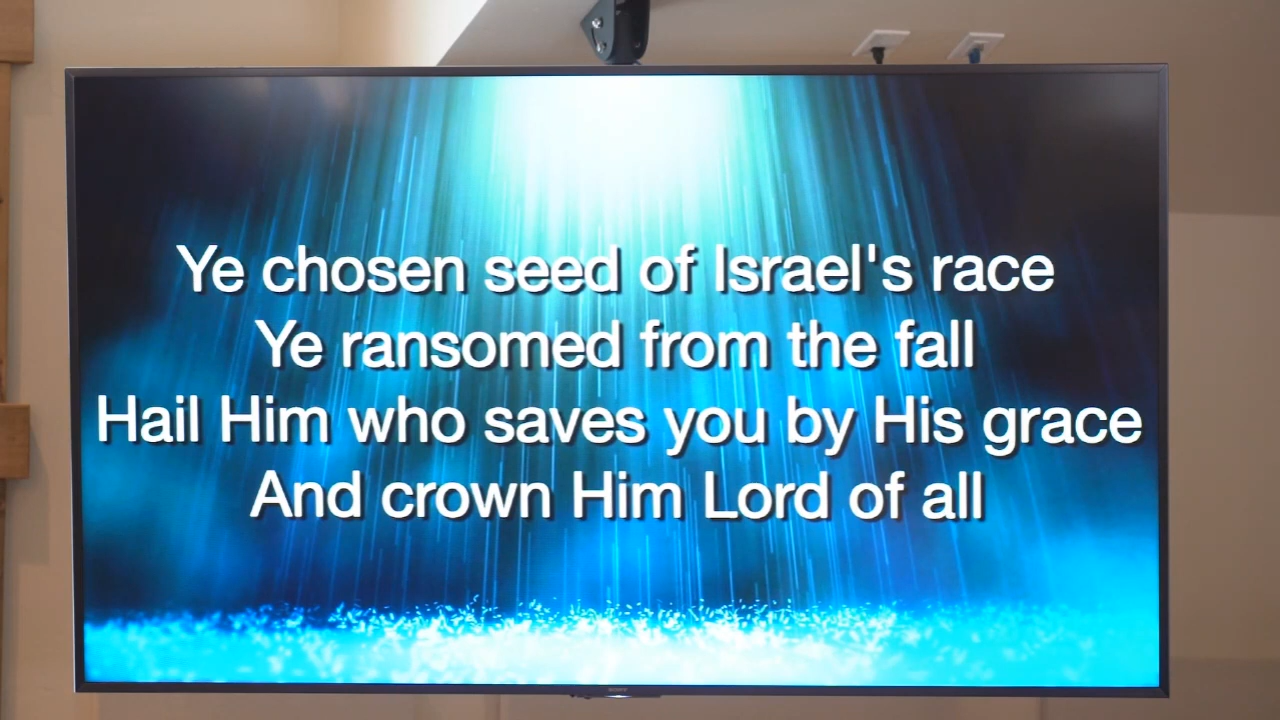 Ye chosen seed of Israel's race
Ye ransomed from the fall
Hail Him who saves you by His grace
And crown Him Lord of all
SONY